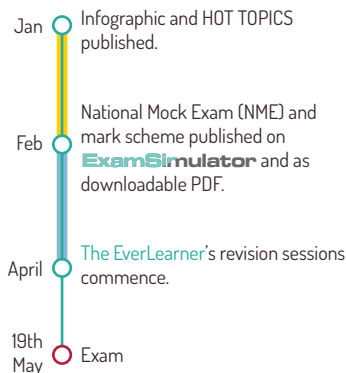 Jan
Infographic and HOT TOPICS
published.
Feb
National Mock Exam (NME) and
mark scheme published on
ExamSimulator and as
downloadable PDF.
April
The EverLearner's revision sessions
commence.
19th
May
Exam